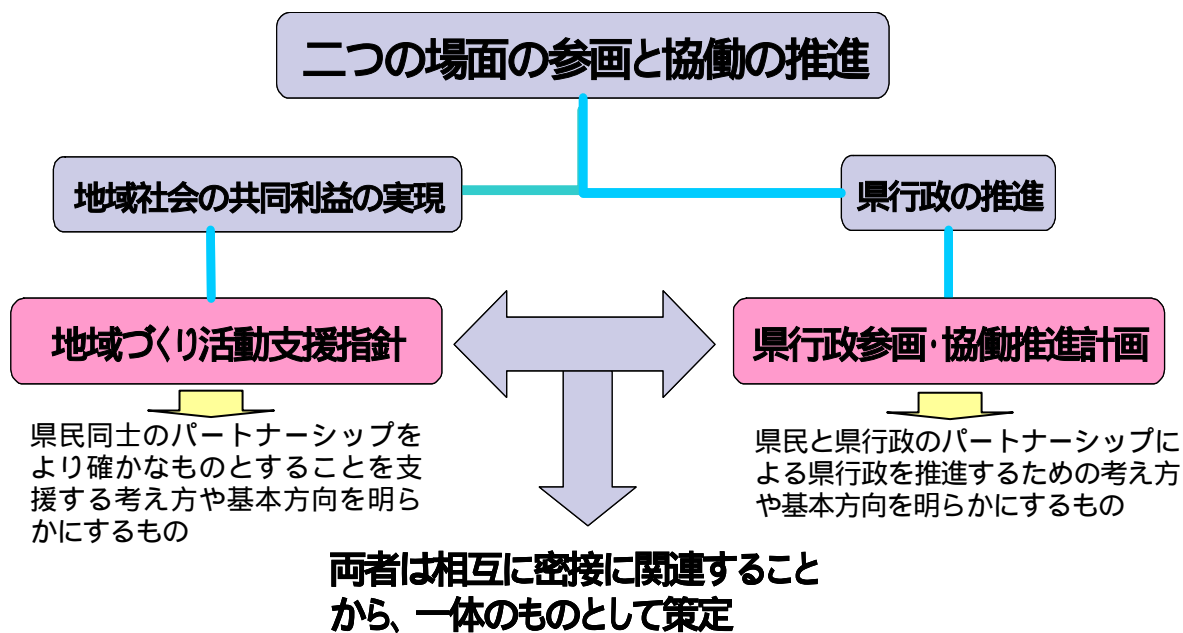 二つの場面の参画と協働の推進
地域社会の共同利益の実現
県行政の推進
地域づくり活動支援指針
県行政参画・協働推進計画
県民同士のパートナーシップを
より確かなものとすることを支
援する考え方や基本方向を明ら
かにするもの
県民と県行政のパートナーシップに
よる県行政を推進するための考え方
や基本方向を明らかにするもの
両者は相互に密接に関連すること
から、一体のものとして策定